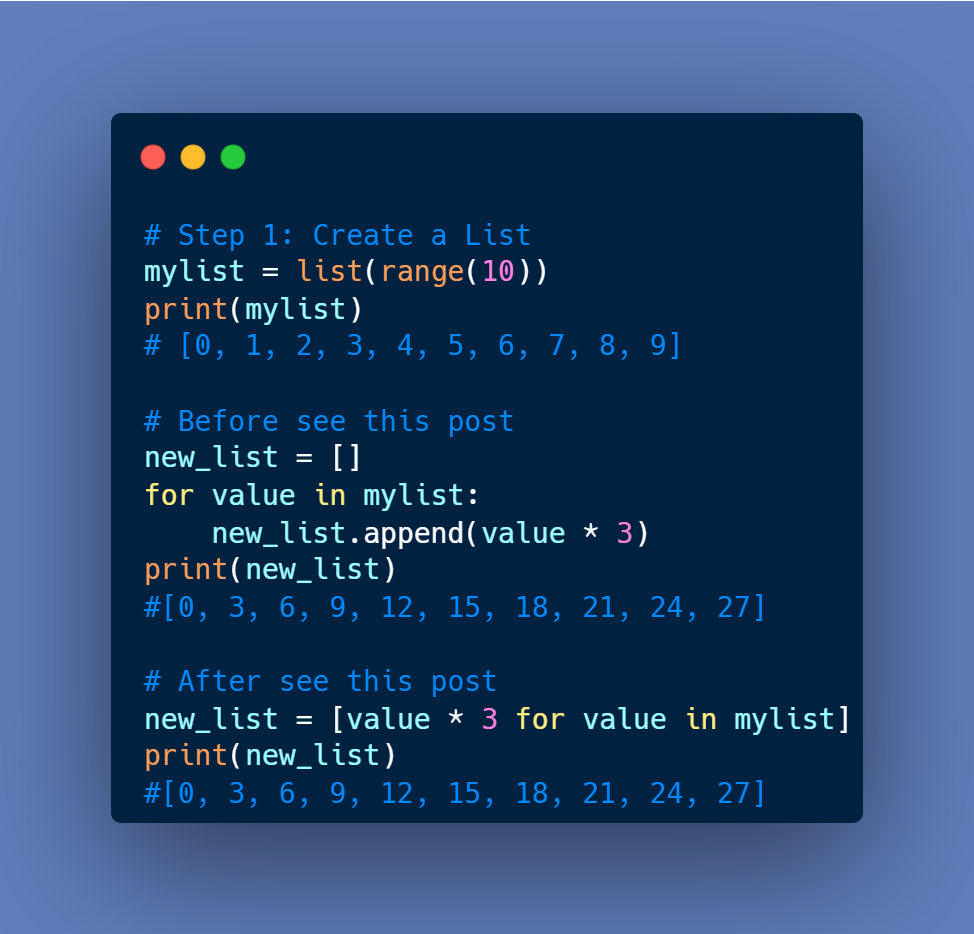 # Step 1: Create a List
mylist = list(range(10))
print(mylist)
# [0, 1, 2, 3, 4, 5, 6, 7, 8, 9]

# Before see this post
new_list = []
for value in mylist:
    new_list.append(value * 3)
print(new_list)
#[0, 3, 6, 9, 12, 15, 18, 21, 24, 27]

# After see this post
new_list = [value * 3 for value in mylist]
print(new_list)
#[0, 3, 6, 9, 12, 15, 18, 21, 24, 27]